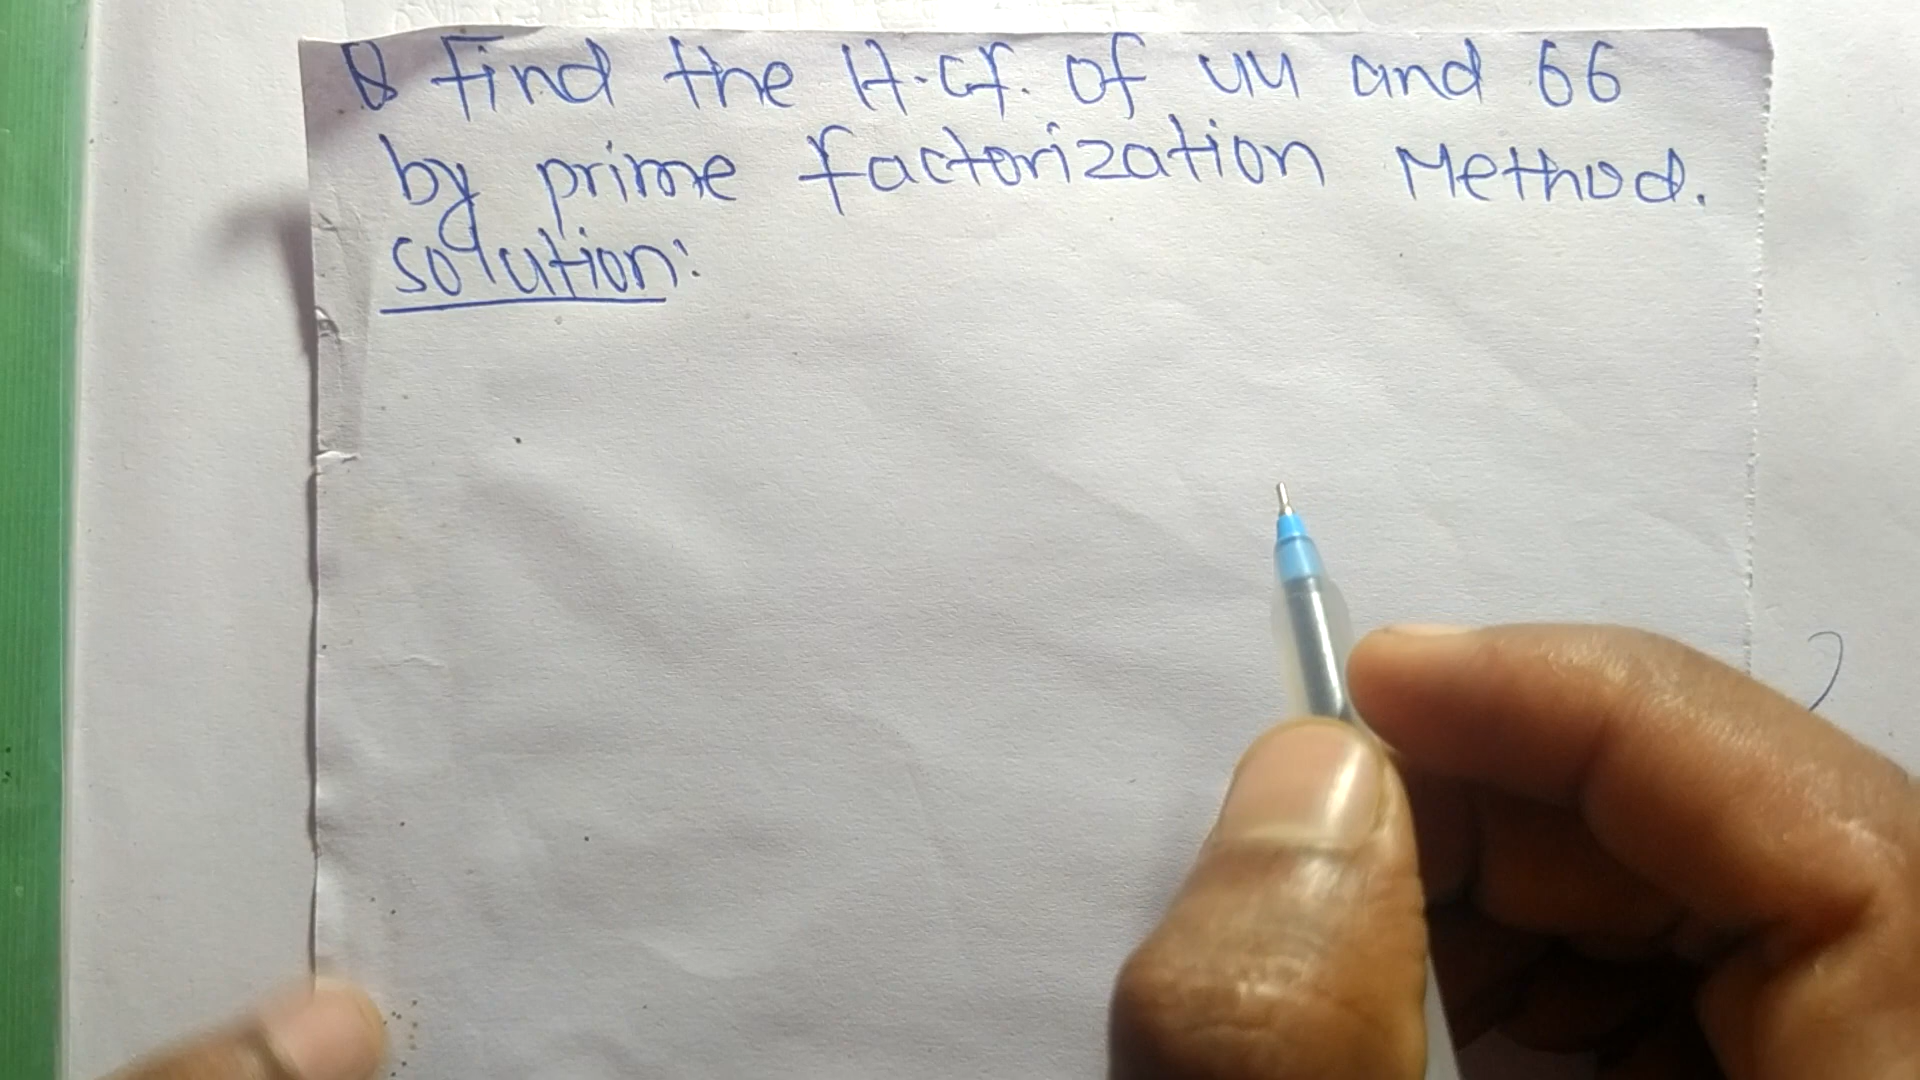 Q Find the H.C.F. of 44 and 66
by prime factorization Method.
solution: